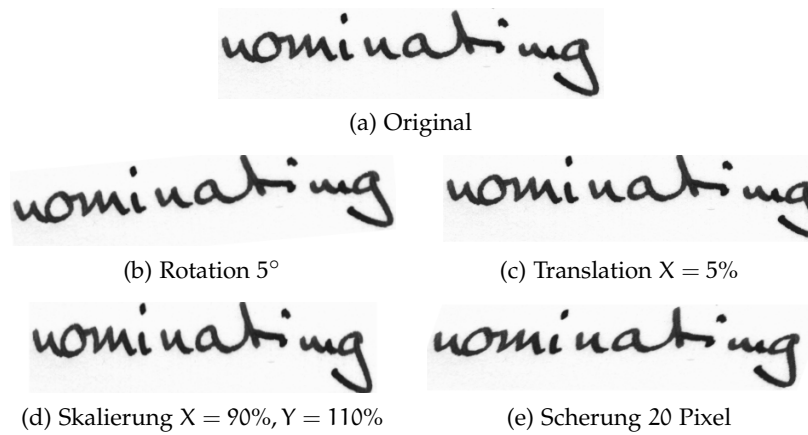 nominating
(a) Original
nominating
nominating
(b) Rotation 5°
(c) Translation X = 5%
nominating
nominating
(d) Skalierung X = 90%, Y = 110%
(e) Scherung 20 Pixel